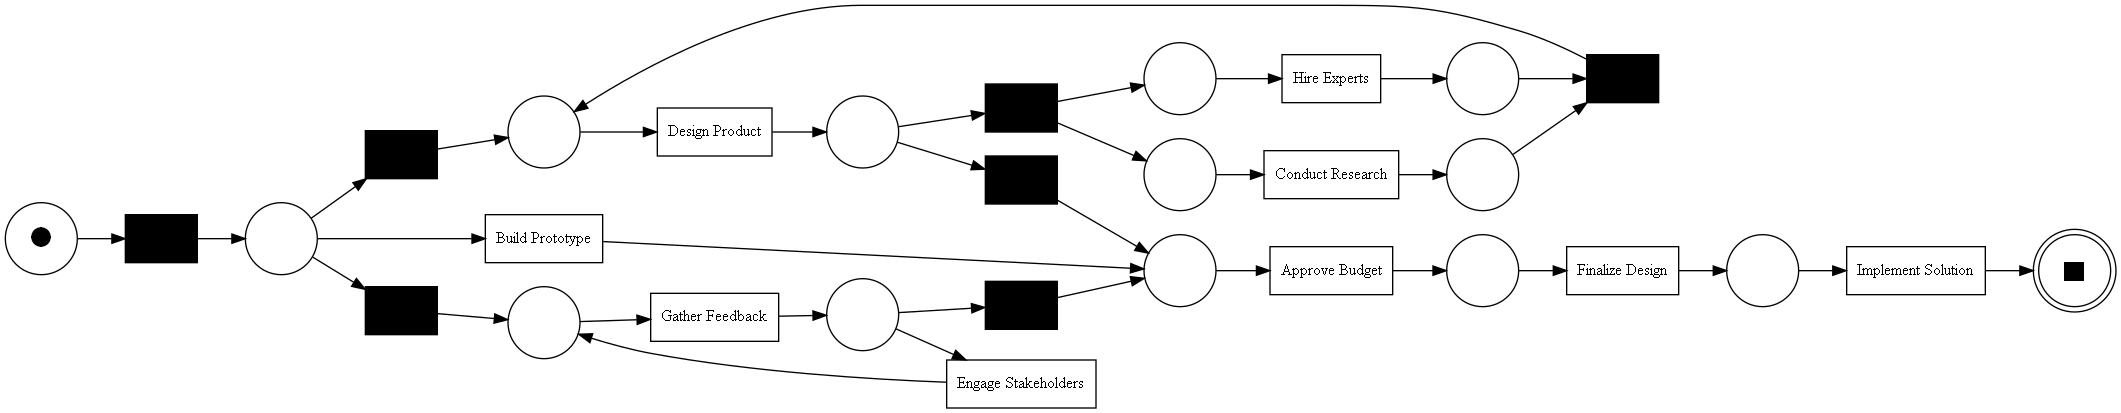 Hire Experts
Design Product
Conduct Research
Build Prototype
Approve Budget
Finalize Design
Implement Solution
Gather Feedback
Engage Stakeholders